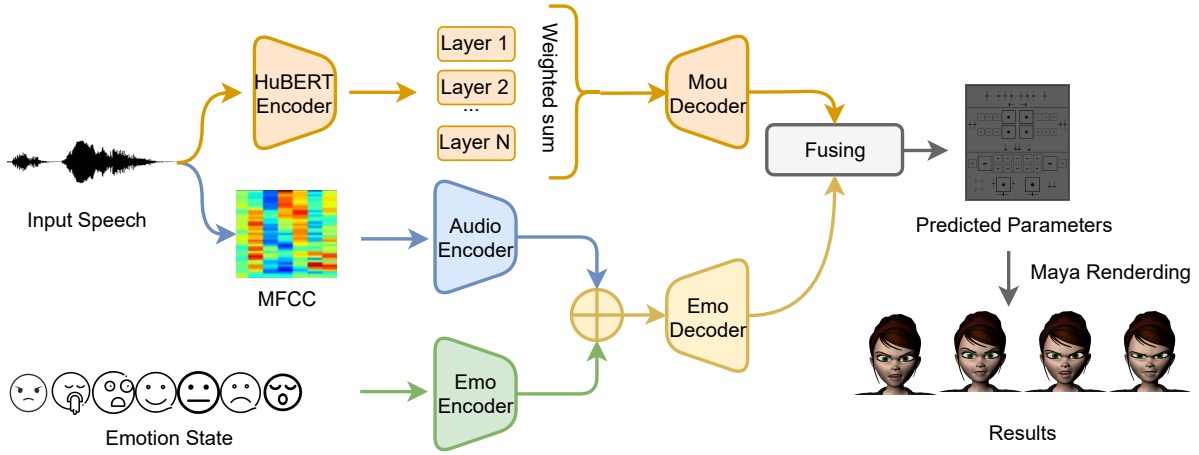 HuBERT
Encoder
Layer 1
Layer 2
...
Layer N
Weighted sum
Mou
Decoder
Fusing
Input Speech
MFCC
Audio
Encoder
Emo
Decoder
Predicted Parameters
Maya Renderding
Emo
Encoder
Emotion State
Results